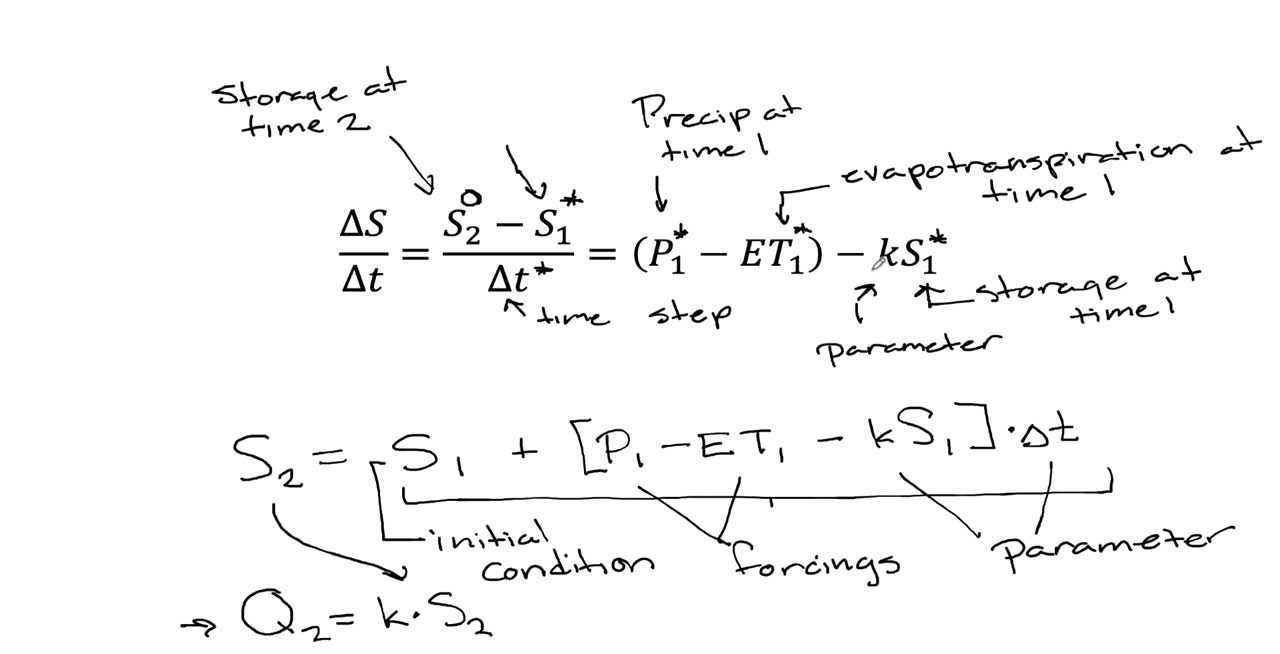 Storage at
time 2
Precip at
time 1
evapotranspiration at
time 1
ΔS/Δt = (S₂° − S₁*)/Δt* = (P₁* − ET₁*) − kS₁*
time step
storage at
time 1
parameter
S₂ = S₁ + [P₁ − ET₁ − kS₁]·Δt
initial
condition
forcings
parameter
→ Q₂ = k·S₂